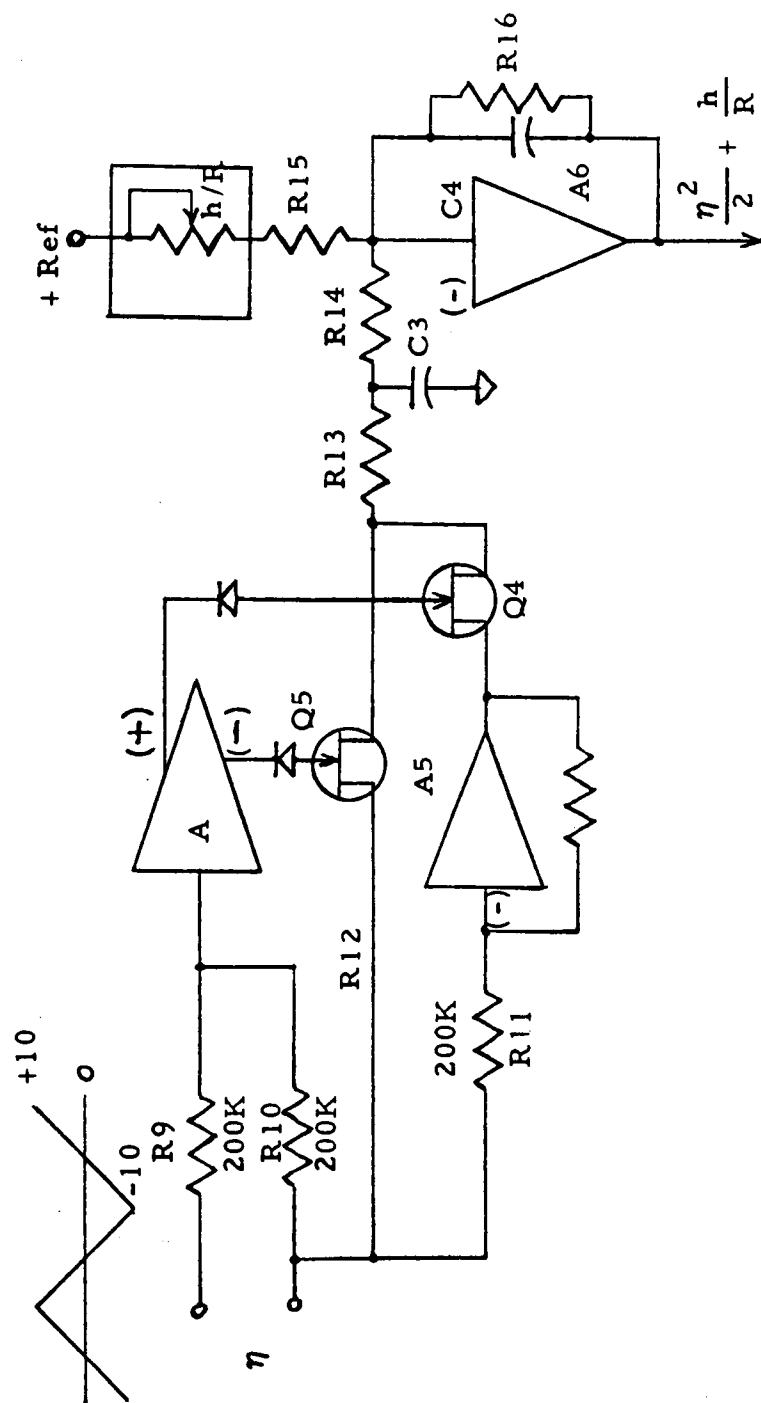 +10
0
-10
η
R9
200K
R10
200K
A
(+)
(-)
Q5
R12
200K
R11
(-)
A5
Q4
R13
C3
R14
+ Ref
h/R
R15
(-)
C4
A6
R16
η²/2 + h/R